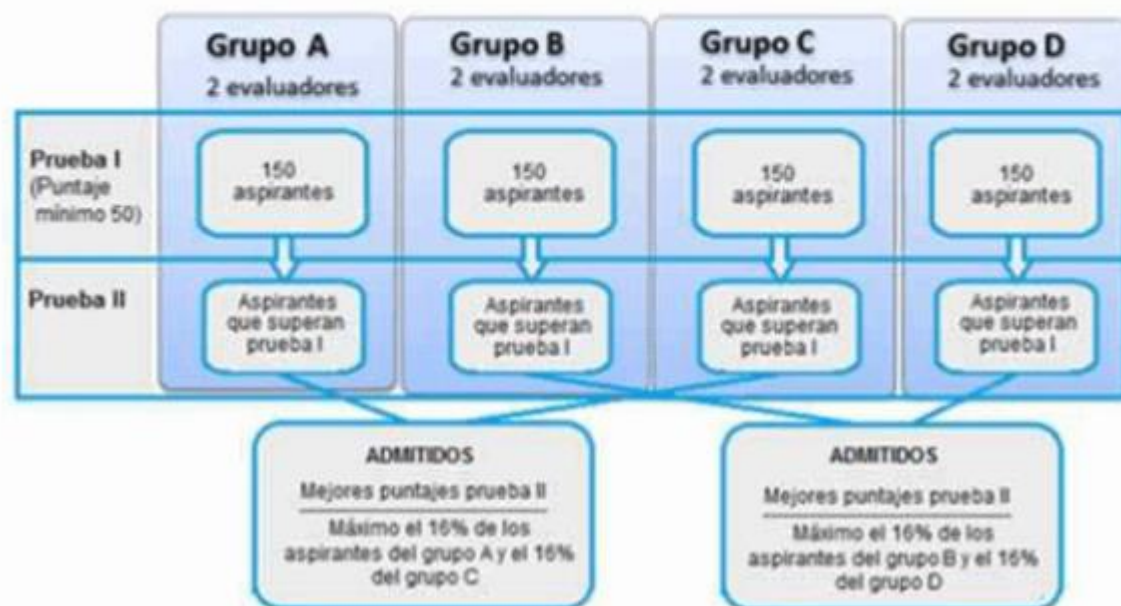 Grupo A
2 evaluadores
Grupo B
2 evaluadores
Grupo C
2 evaluadores
Grupo D
2 evaluadores
Prueba I
(Puntaje
mínimo 50)
150
aspirantes
150
aspirantes
150
aspirantes
150
aspirantes
Prueba II
Aspirantes
que superan
prueba I
Aspirantes
que superan
prueba I
Aspirantes
que superan
prueba I
Aspirantes
que superan
prueba I
ADMITIDOS
Mejores puntajes prueba II
Máximo el 16% de los
aspirantes del grupo A y el 16%
del grupo C
ADMITIDOS
Mejores puntajes prueba II
Máximo el 16% de los
aspirantes del grupo B y el 16%
del grupo D